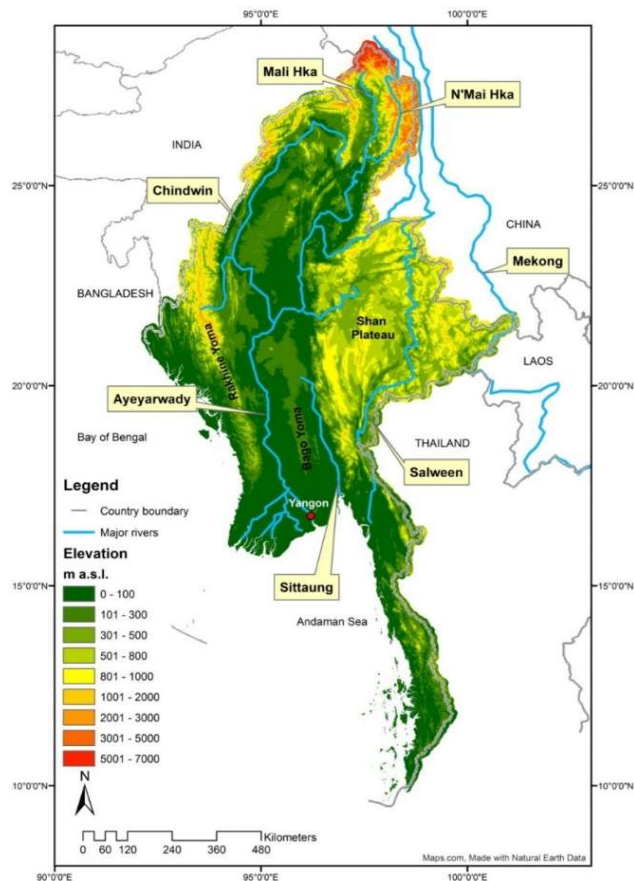 95°0'0"E
100°0'0"E
Mali Hka
N'Mai Hka
INDIA
25°0'0"N
25°0'0"N
Chindwin
CHINA
Mekong
BANGLADESH
Shan
Plateau
Rakhine Yoma
LAOS
20°0'0"N
20°0'0"N
Ayeyarwady
Bago Yoma
Bay of Bengal
THAILAND
Salween
Legend
Country boundary
Major rivers
Yangon
Elevation
m a.s.l.
0 - 100
101 - 300
301 - 500
501 - 800
801 - 1000
1001 - 2000
2001 - 3000
3001 - 5000
5001 - 7000
Sittaung
Andaman Sea
15°0'0"N
15°0'0"N
N
10°0'0"N
10°0'0"N
Kilometers
0 60 120 240 360 480
Maps.com, Made with Natural Earth Data
90°0'0"E
95°0'0"E
100°0'0"E